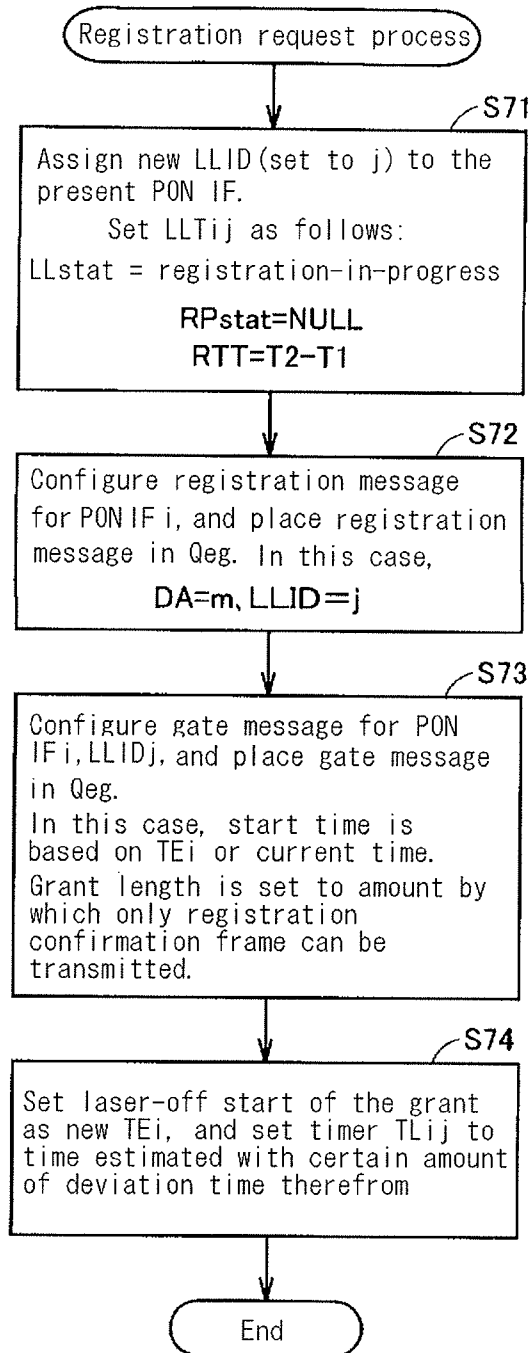 Registration request process
S71
Assign new LLID(set to j) to the
present PON IF.
Set LLTij as follows:
LLstat = registration-in-progress
RPstat=NULL
RTT=T2-T1
S72
Configure registration message
for PON IF i, and place registration
message in Qeg. In this case,
DA=m, LLID=j
S73
Configure gate message for PON
IF i, LLIDj, and place gate message
in Qeg.
In this case, start time is
based on TEi or current time.
Grant length is set to amount by
which only registration
confirmation frame can be
transmitted.
S74
Set laser-off start of the grant
as new TEi, and set timer TLij to
time estimated with certain amount
of deviation time therefrom
End